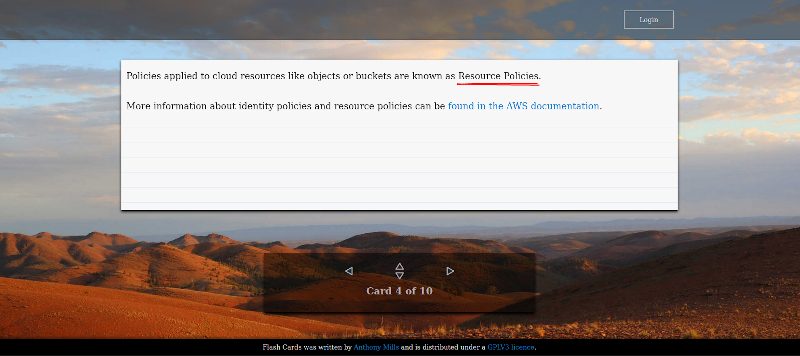 Login
Policies applied to cloud resources like objects or buckets are known as Resource Policies.
More information about identity policies and resource policies can be found in the AWS documentation.
Card 4 of 10
Flash Cards was written by Anthony Mills and is distributed under a GPLV3 licence.